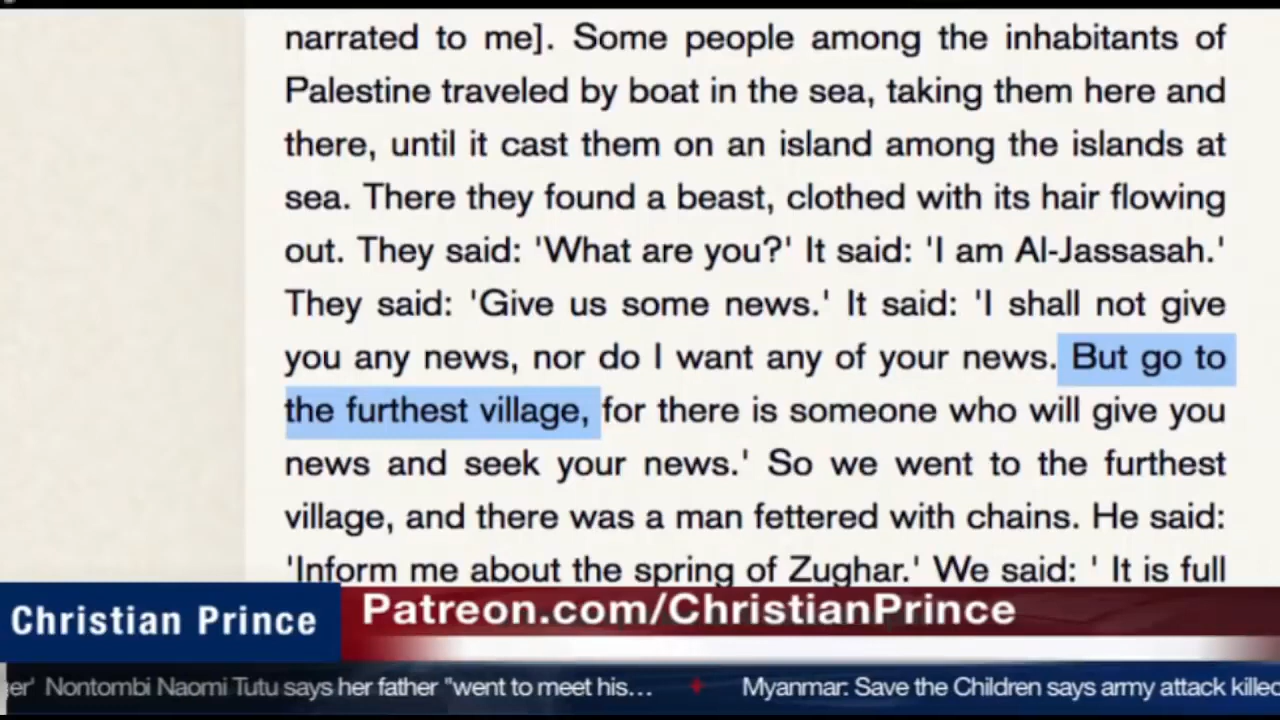 narrated to me]. Some people among the inhabitants of
Palestine traveled by boat in the sea, taking them here and
there, until it cast them on an island among the islands at
sea. There they found a beast, clothed with its hair flowing
out. They said: 'What are you?' It said: 'I am Al-Jassasah.'
They said: 'Give us some news.' It said: 'I shall not give
you any news, nor do I want any of your news. But go to
the furthest village, for there is someone who will give you
news and seek your news.' So we went to the furthest
village, and there was a man fettered with chains. He said:
'Inform me about the spring of Zughar.' We said: ' It is full
Christian Prince
Patreon.com/ChristianPrince
er' Nontombi Naomi Tutu says her father "went to meet his... Myanmar: Save the Children says army attack killed